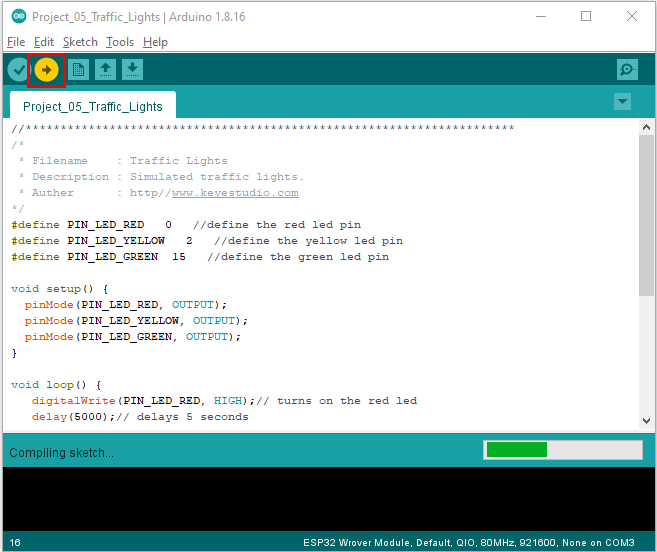 Project_05_Traffic_Lights | Arduino 1.8.16
File Edit Sketch Tools Help
Project_05_Traffic_Lights
//**********************************************************************
/*
 * Filename    : Traffic Lights
 * Description : Simulated traffic lights.
 * Auther      : http//www.keyestudio.com
*/
#define PIN_LED_RED   0   //define the red led pin
#define PIN_LED_YELLOW   2   //define the yellow led pin
#define PIN_LED_GREEN  15   //define the green led pin
void setup() {
  pinMode(PIN_LED_RED, OUTPUT);
  pinMode(PIN_LED_YELLOW, OUTPUT);
  pinMode(PIN_LED_GREEN, OUTPUT);
}
void loop() {
   digitalWrite(PIN_LED_RED, HIGH);// turns on the red led
   delay(5000);// delays 5 seconds
Compiling sketch...
16 ESP32 Wrover Module, Default, QIO, 80MHz, 921600, None on COM3